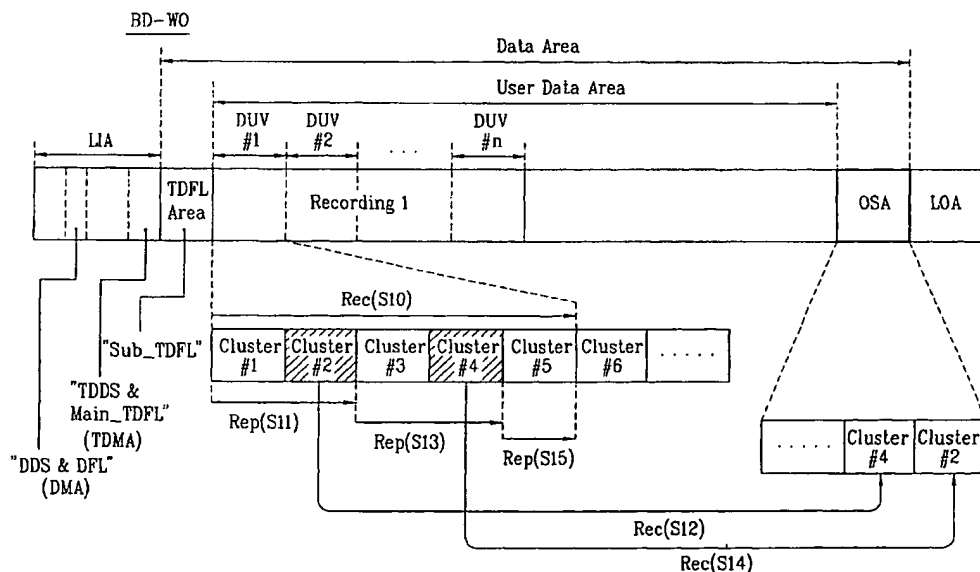 BD-WO
Data Area
User Data Area
LIA
DUV
#1
DUV
#2
. . .
DUV
#n
TDFL
Area
Recording 1
OSA
LOA
Rec(S10)
"Sub_TDFL"
Cluster
#1
Cluster
#2
Cluster
#3
Cluster
#4
Cluster
#5
Cluster
#6
. . . . .
"TDDS &
Main_TDFL"
(TDMA)
Rep(S11)
Rep(S13)
Rep(S15)
"DDS & DFL"
(DMA)
. . . . .
Cluster
#4
Cluster
#2
Rec(S12)
Rec(S14)